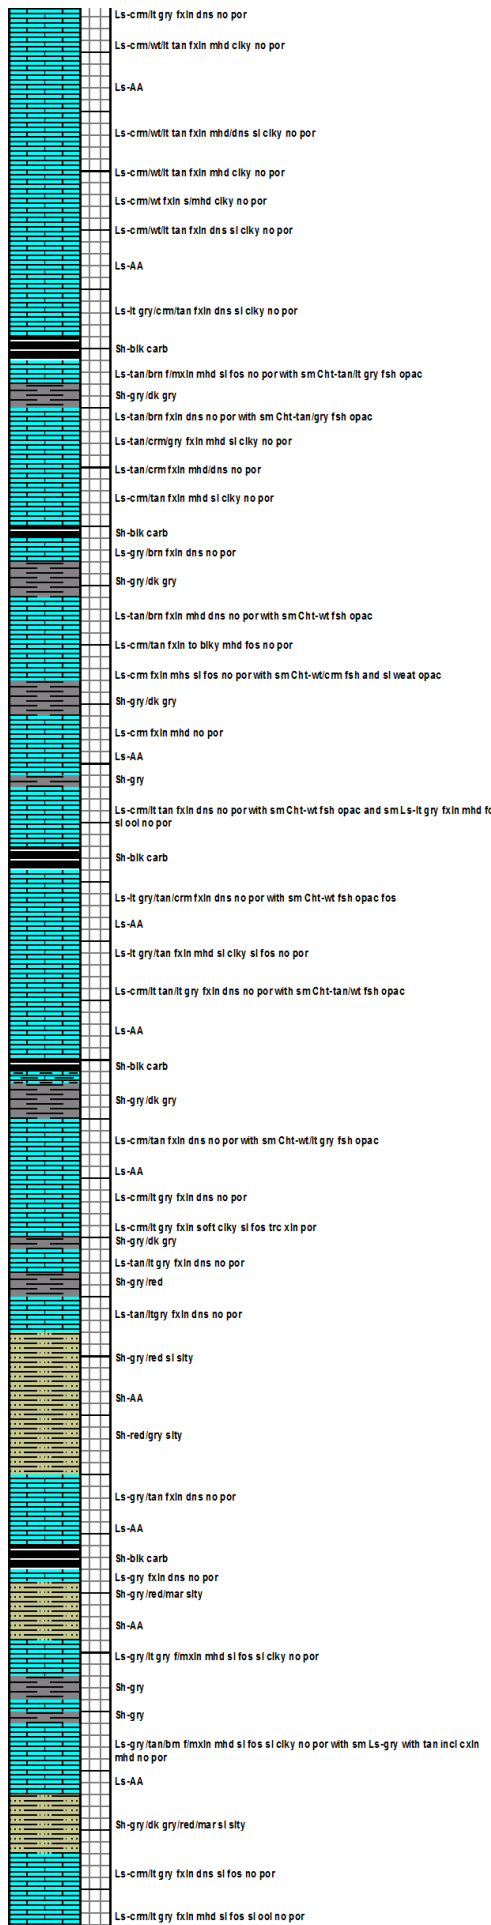 Ls-crm/lt gry fxln dns no por
Ls-crm/wt/lt tan fxln mhd clky no por
Ls-AA
Ls-crm/wt/lt tan fxln mhd/dns sl clky no por
Ls-crm/wt/lt tan fxln mhd clky no por
Ls-crm/wt fxln s/mhd clky no por
Ls-crm/wt/lt tan fxln dns sl clky no por
Ls-AA
Ls-lt gry/crm/tan fxln dns sl clky no por
Sh-blk carb
Ls-tan/brn f/mxln mhd sl fos no por with sm Cht-tan/lt gry fsh opac
Sh-gry/dk gry
Ls-tan/brn fxln dns no por with sm Cht-tan/gry fsh opac
Ls-tan/crm/gry fxln mhd sl clky no por
Ls-tan/crm fxln mhd/dns no por
Ls-crm/tan fxln mhd sl clky no por
Sh-blk carb
Ls-gry/brn fxln dns no por
Sh-gry/dk gry
Ls-tan/brn fxln mhd dns no por with sm Cht-wt fsh opac
Ls-crm/tan fxln to blky mhd fos no por
Ls-crm fxln mhs sl fos no por with sm Cht-wt/crm fsh and sl weat opac
Sh-gry/dk gry
Ls-crm fxln mhd no por
Ls-AA
Sh-gry
Ls-crm/lt tan fxln dns no por with sm Cht-wt fsh opac and sm Ls-lt gry fxln mhd fo
sl ool no por
Sh-blk carb
Ls-lt gry/tan/crm fxln dns no por with sm Cht-wt fsh opac fos
Ls-AA
Ls-lt gry/tan fxln mhd sl clky sl fos no por
Ls-crm/lt tan/lt gry fxln dns no por with sm Cht-tan/wt fsh opac
Ls-AA
Sh-blk carb
Sh-gry/dk gry
Ls-crm/tan fxln dns no por with sm Cht-wt/lt gry fsh opac
Ls-AA
Ls-crm/lt gry fxln dns no por
Ls-crm/lt gry fxln soft clky sl fos trc xln por
Sh-gry/dk gry
Ls-tan/lt gry fxln dns no por
Sh-gry/red
Ls-tan/ltgry fxln dns no por
Sh-gry/red sl slty
Sh-AA
Sh-red/gry slty
Ls-gry/tan fxln dns no por
Ls-AA
Sh-blk carb
Ls-gry fxln dns no por
Sh-gry/red/mar slty
Sh-AA
Ls-gry/lt gry f/mxln mhd sl fos sl clky no por
Sh-gry
Sh-gry
Ls-gry/tan/brn f/mxln mhd sl fos sl clky no por with sm Ls-gry with tan incl cxln
mhd no por
Ls-AA
Sh-gry/dk gry/red/mar sl slty
Ls-crm/lt gry fxln dns sl fos no por
Ls-crm/lt gry fxln mhd sl fos sl ool no por